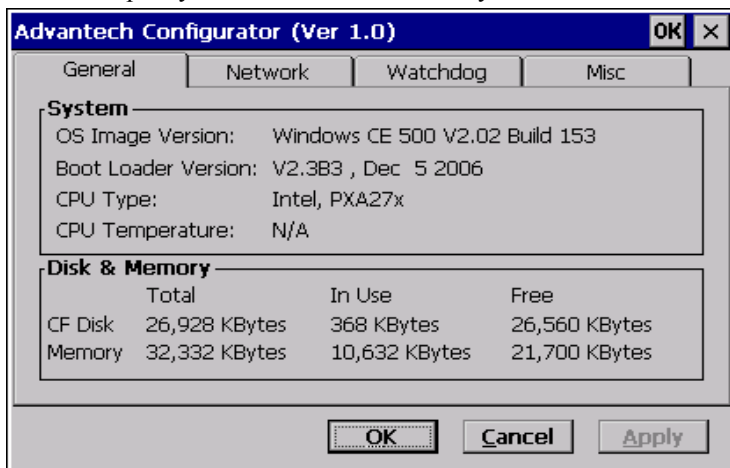 Advantech Configurator (Ver 1.0) OK ×
General Network Watchdog Misc
System
OS Image Version: Windows CE 500 V2.02 Build 153
Boot Loader Version: V2.3B3 , Dec 5 2006
CPU Type: Intel, PXA27x
CPU Temperature: N/A
Disk & Memory
Total In Use Free
CF Disk 26,928 KBytes 368 KBytes 26,560 KBytes
Memory 32,332 KBytes 10,632 KBytes 21,700 KBytes
OK Cancel Apply